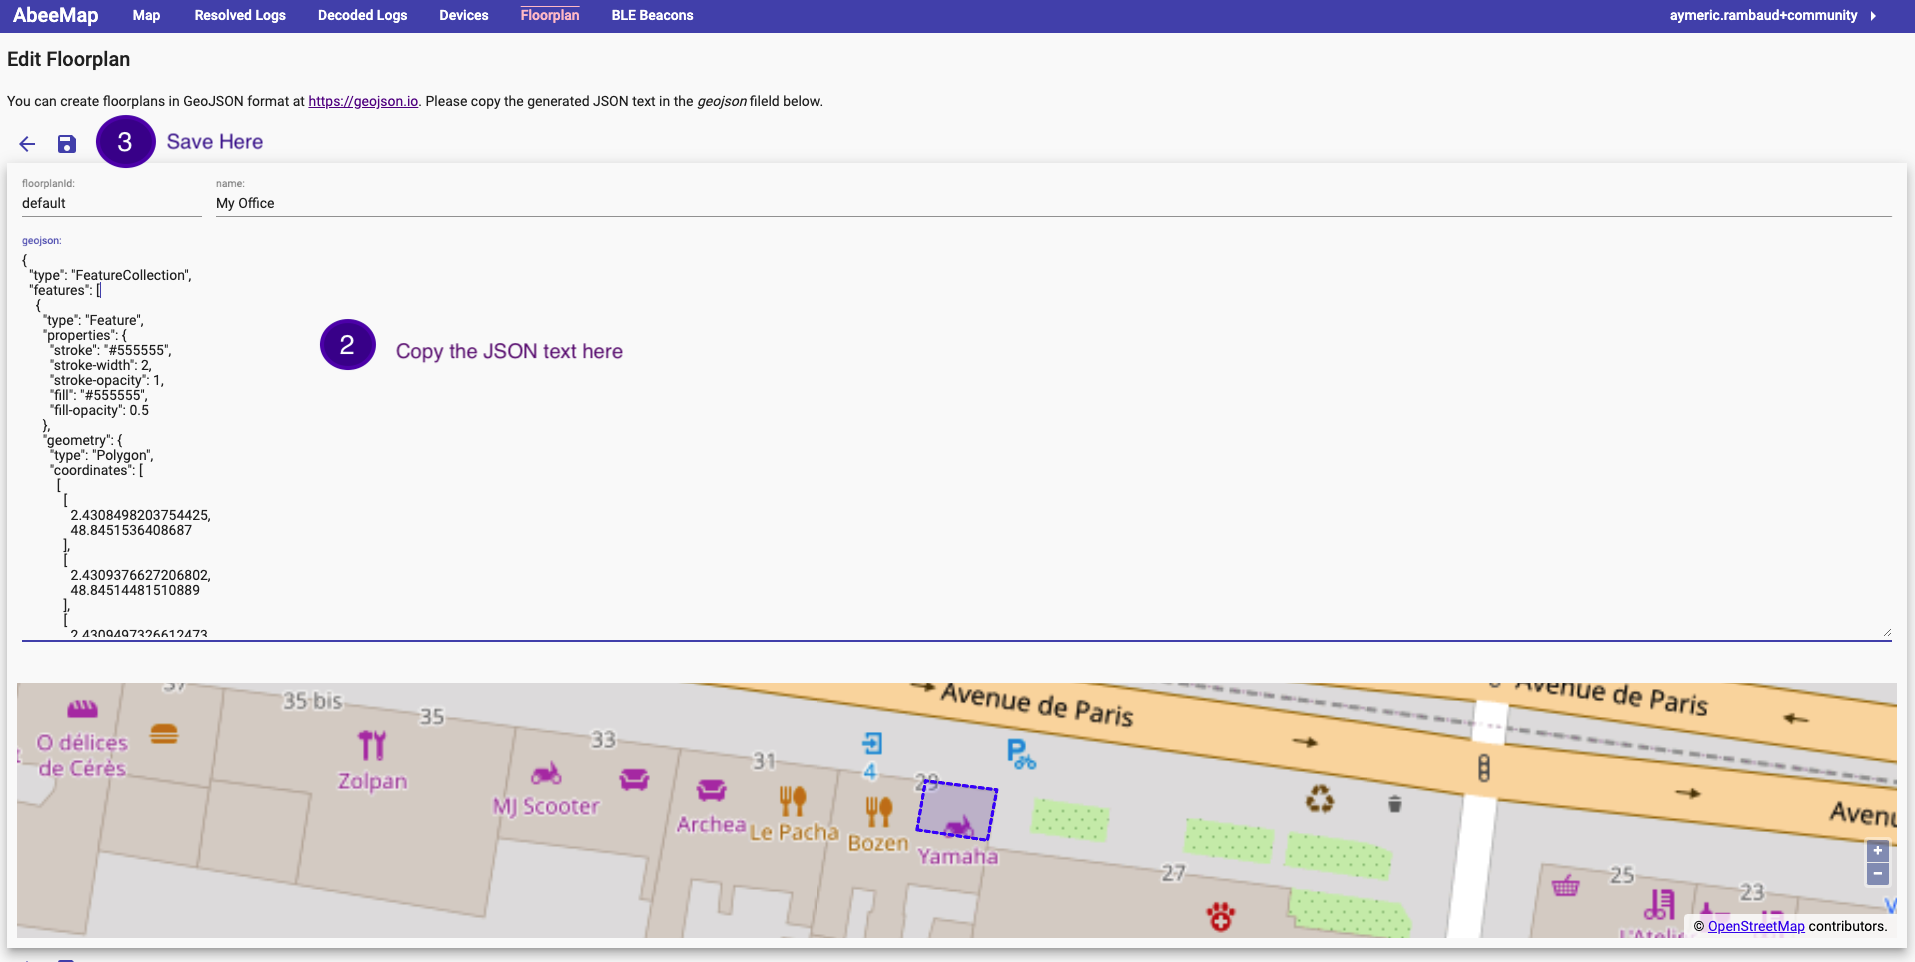 AbeeMap Map Resolved Logs Decoded Logs Devices Floorplan BLE Beacons aymeric.rambaud+community
Edit Floorplan
You can create floorplans in GeoJSON format at https://geojson.io. Please copy the generated JSON text in the geojson fileld below.
3 Save Here
floorplanId: name:
default My Office
geojson:
{
"type": "FeatureCollection",
"features": [
{
"type": "Feature",
"properties": {
"stroke": "#555555",
"stroke-width": 2,
"stroke-opacity": 1,
"fill": "#555555",
"fill-opacity": 0.5
},
"geometry": {
"type": "Polygon",
"coordinates": [
[
[
2.4308498203754425,
48.8451536408687
],
[
2.4309376627206802,
48.84514481510889
],
[
2.4309497326612473
2 Copy the JSON text here
37
35 bis
35
33
31
29
27
25
23
Avenue de Paris
Avenue de Paris
Avenu
O délices
de Cérès
Zolpan
MJ Scooter
Archea
Le Pacha
4
Bozen
P
Yamaha
L'Atelie
V
+
−
© OpenStreetMap contributors.